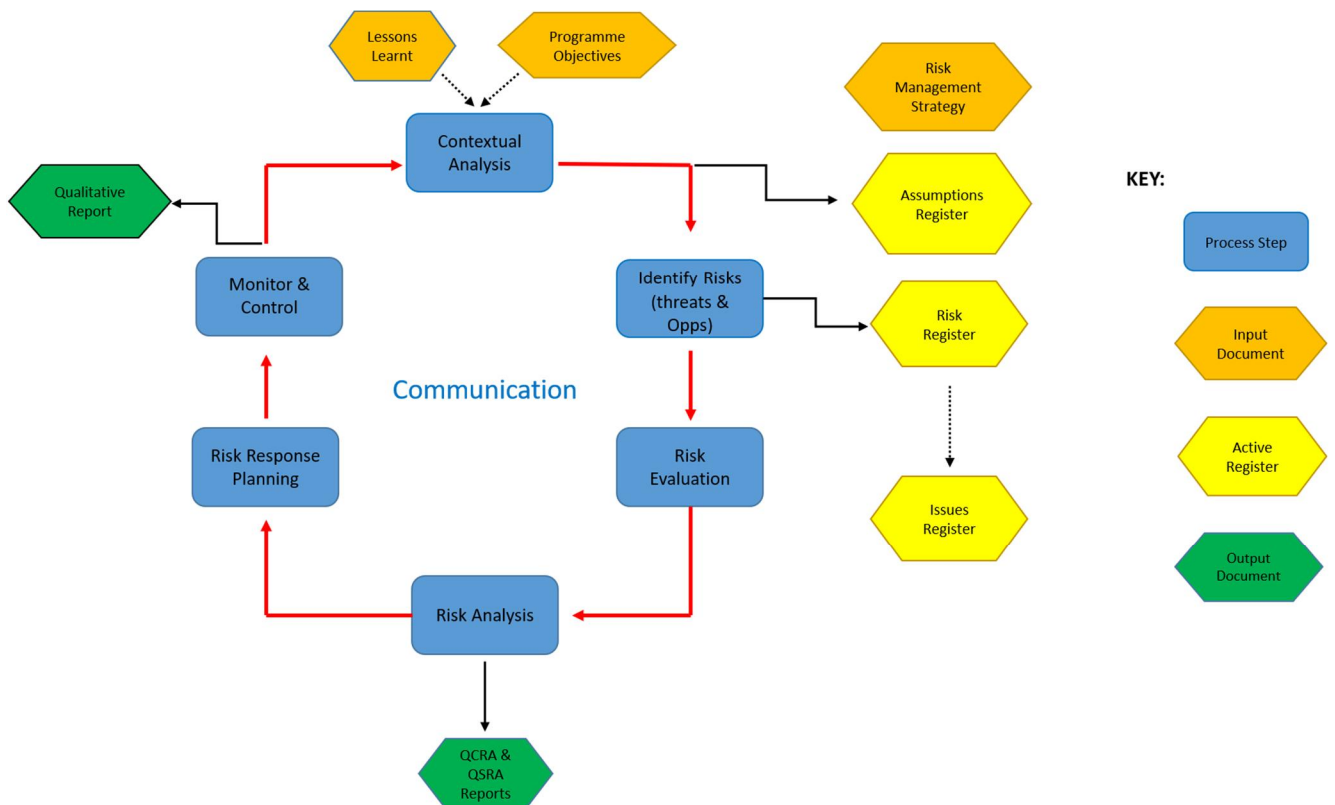 Lessons
Learnt
Programme
Objectives
Risk
Management
Strategy
Contextual
Analysis
Qualitative
Report
Assumptions
Register
KEY:
Process Step
Monitor &
Control
Identify Risks
(threats &
Opps)
Risk
Register
Input
Document
Communication
Risk Response
Planning
Risk
Evaluation
Active
Register
Issues
Register
Output
Document
Risk Analysis
QCRA &
QSRA
Reports